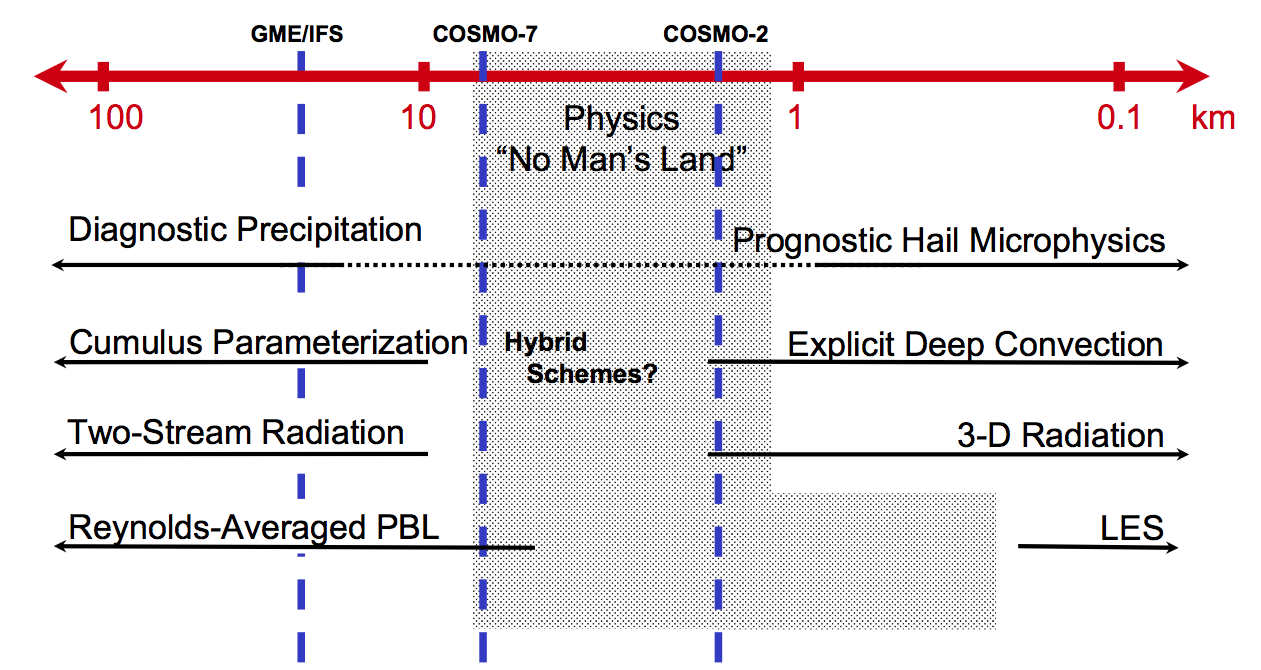 GME/IFS COSMO-7 COSMO-2
100 10 1 0.1 km
Physics
“No Man’s Land”
Diagnostic Precipitation
Prognostic Hail Microphysics
Cumulus Parameterization
Hybrid
Schemes?
Explicit Deep Convection
Two-Stream Radiation
3-D Radiation
Reynolds-Averaged PBL
LES